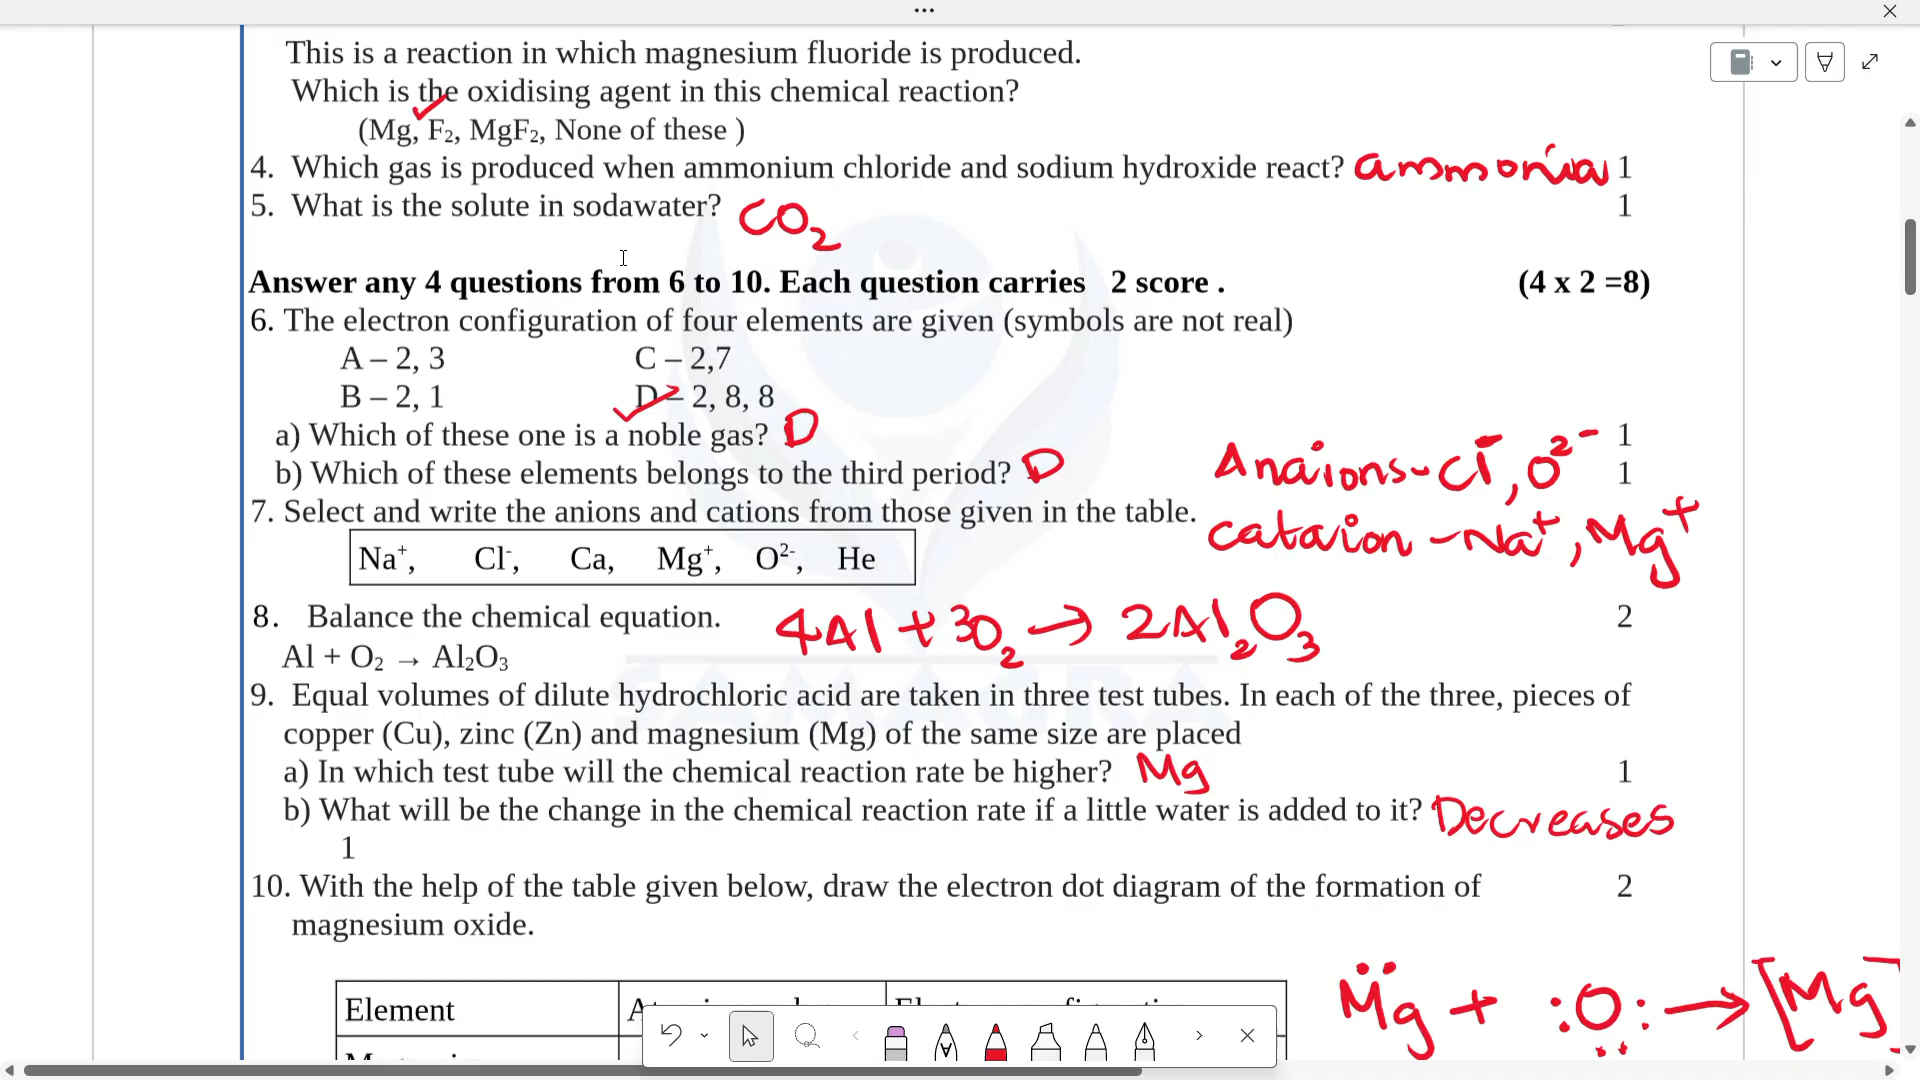 This is a reaction in which magnesium fluoride is produced.
Which is the oxidising agent in this chemical reaction?
(Mg, F₂, MgF₂, None of these )
4. Which gas is produced when ammonium chloride and sodium hydroxide react? ammonia 1
5. What is the solute in sodawater? CO₂ 1
Answer any 4 questions from 6 to 10. Each question carries 2 score . (4 x 2 =8)
6. The electron configuration of four elements are given (symbols are not real)
A – 2, 3 C – 2,7
B – 2, 1 D – 2, 8, 8
a) Which of these one is a noble gas? D 1
b) Which of these elements belongs to the third period? D 1
Anaions - Cl⁻, O²⁻
7. Select and write the anions and cations from those given in the table.
cataion - Na⁺, Mg⁺
Na⁺, Cl⁻, Ca, Mg⁺, O²⁻, He
8. Balance the chemical equation. 2
4Al + 3O₂ → 2Al₂O₃
Al + O₂ → Al₂O₃
9. Equal volumes of dilute hydrochloric acid are taken in three test tubes. In each of the three, pieces of
copper (Cu), zinc (Zn) and magnesium (Mg) of the same size are placed
a) In which test tube will the chemical reaction rate be higher? Mg 1
b) What will be the change in the chemical reaction rate if a little water is added to it? Decreases
1
10. With the help of the table given below, draw the electron dot diagram of the formation of 2
magnesium oxide.
Mg + :O: → [Mg]
Element
SAMAGRA